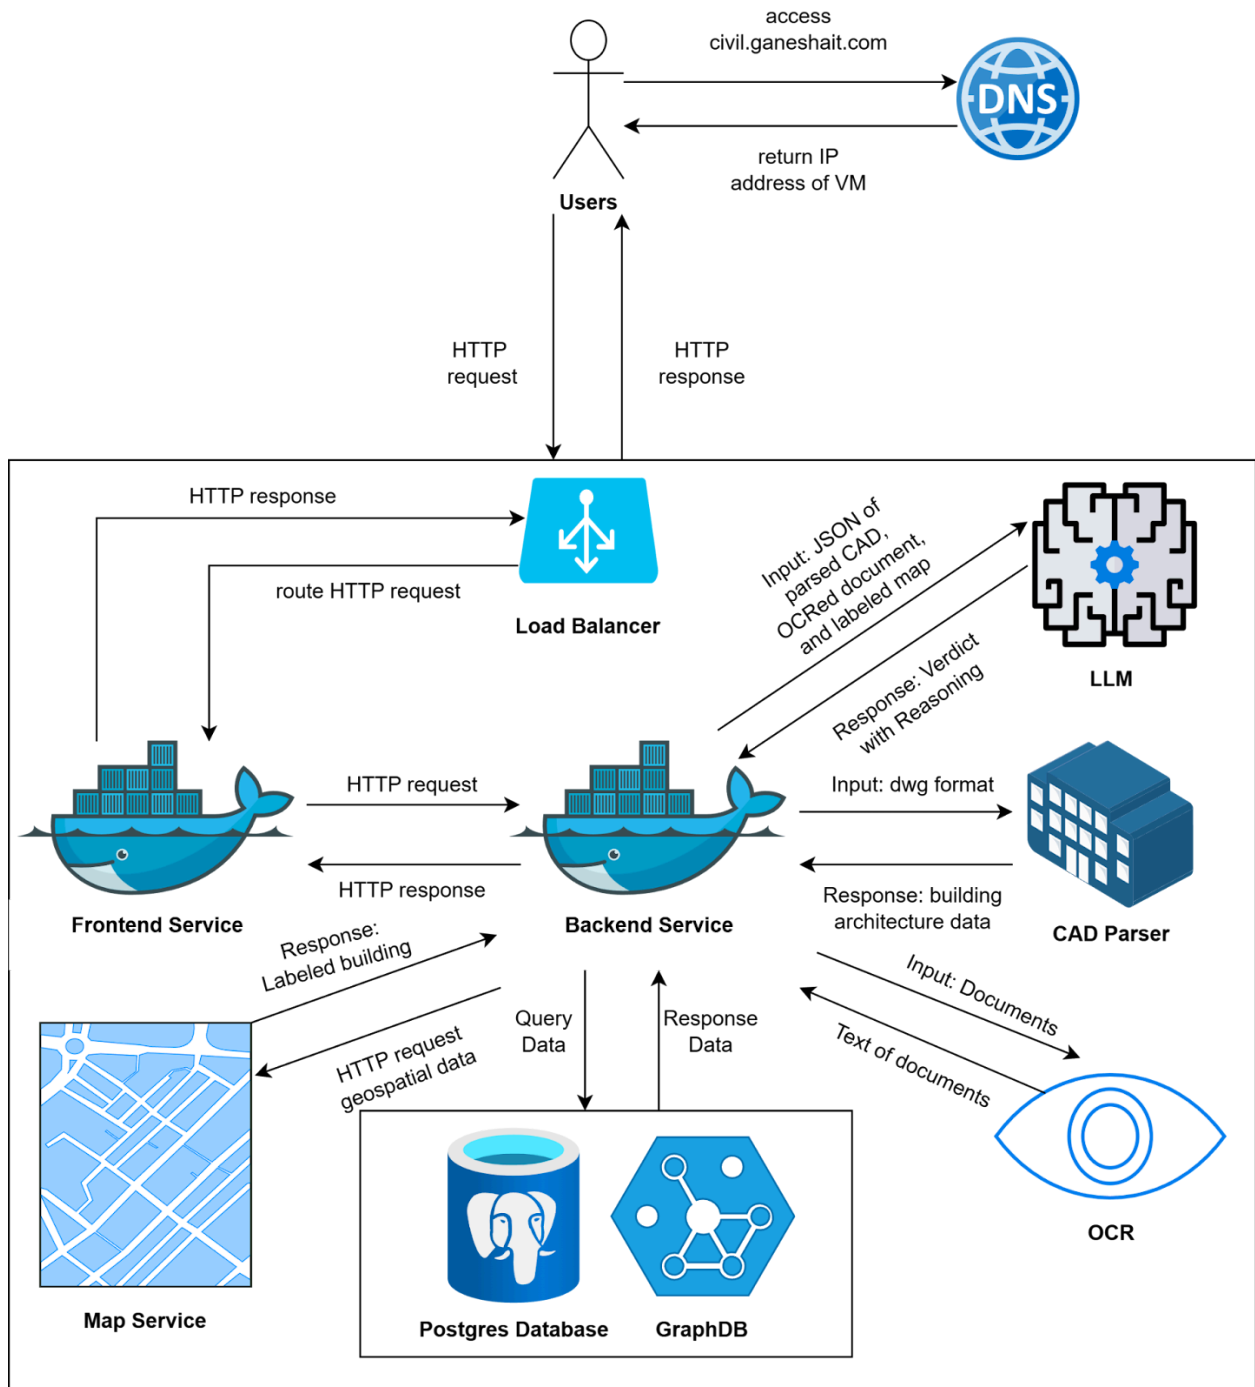 access
civil.ganeshait.com
DNS
return IP
address of VM
Users
HTTP
request
HTTP
response
HTTP response
route HTTP request
Load Balancer
Input: JSON of
parsed CAD,
OCRed document,
and labeled map
LLM
Response: Verdict
with Reasoning
HTTP request
Input: dwg format
HTTP response
Response: building
architecture data
Frontend Service
Backend Service
CAD Parser
Response:
Labeled building
Input: Documents
Query
Data
Response
Data
HTTP request
geospatial data
Text of documents
OCR
Map Service
Postgres Database
GraphDB